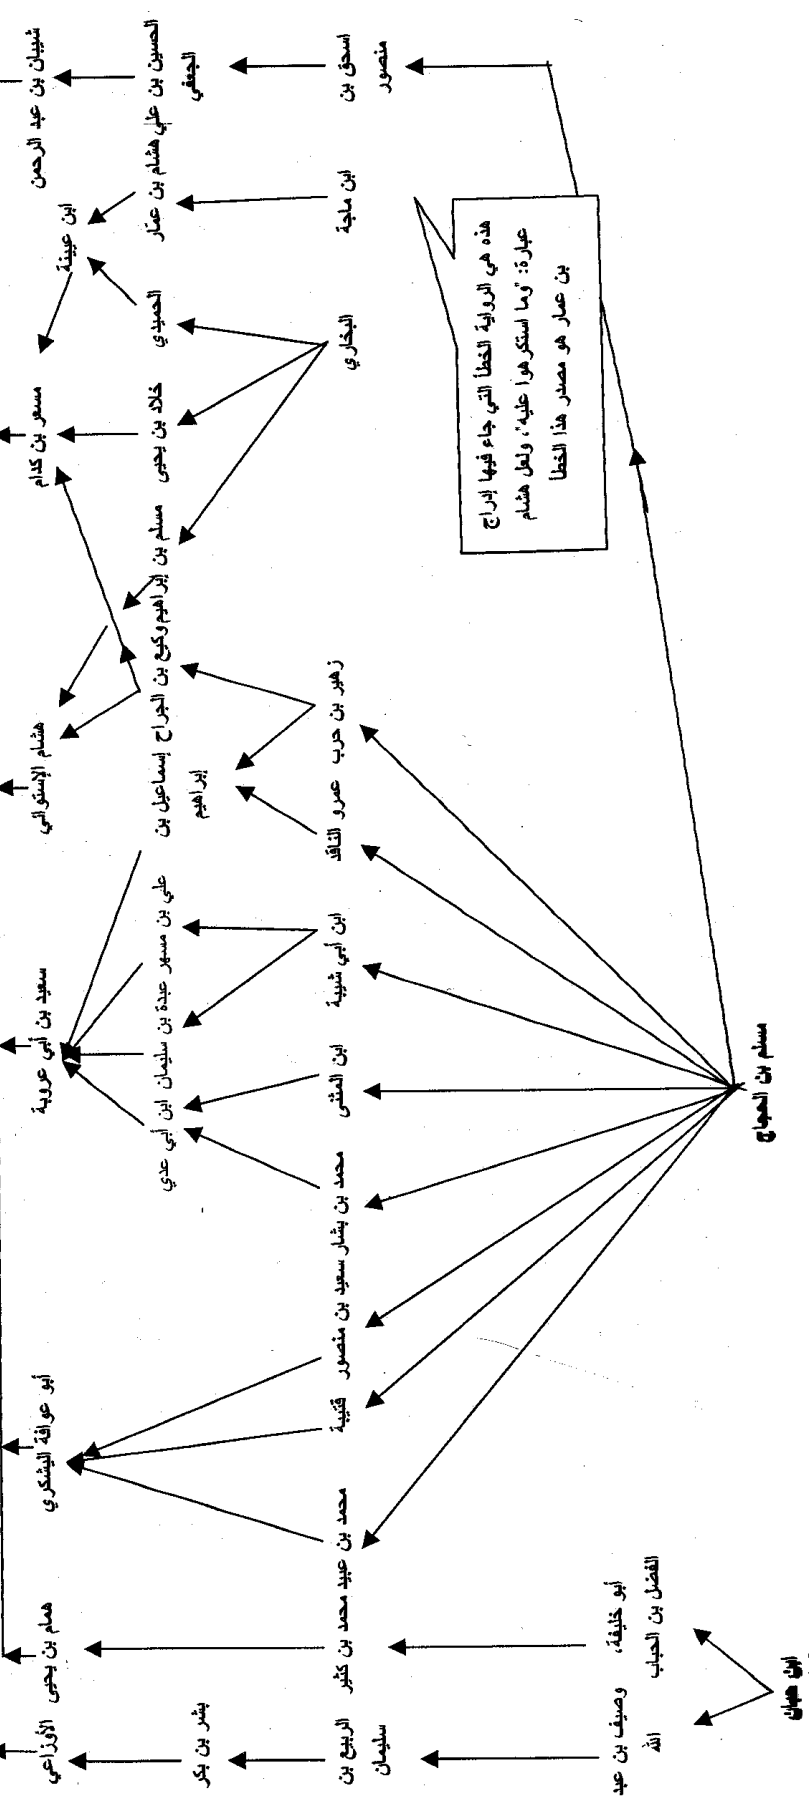 شيبان بن عبد الرحمن
ابن عيينة
مسعر بن كدام
هشام الإستوائي
سعيد بن أبي عروبة
أبو عوافة اليشكري
همام بن يحيى
الأوزاعي
الحسين بن علي
الجعفي
هشام بن عمّار
الحميدي
خلاد بن يحيى
مسلم بن إبراهيم
وكيع بن الجراح
إسماعيل بن
إبراهيم
علي بن مسهر
عبدة بن سليمان
ابن أبي عدي
بشر بن بكر
اسحق بن
منصور
ابن ماجة
البخاري
زهير بن حرب
عمرو الناقد
ابن أبي شيبة
ابن المثنى
محمد بن بشار
سعيد بن منصور
قتيبة
محمد بن عبيد
محمد بن كثير
الربيع بن
سليمان
هذه هي الرواية الخطأ التي جاء فيها إدراج
عبارة: "وما استكرهوا عليه"، ولعل هشام
بن عمار هو مصدر هذا الخطأ
أبو خليفة،
الفضل بن الحباب
وصيف بن عبد
الله
مسلم بن الحجاج
ابن حبان